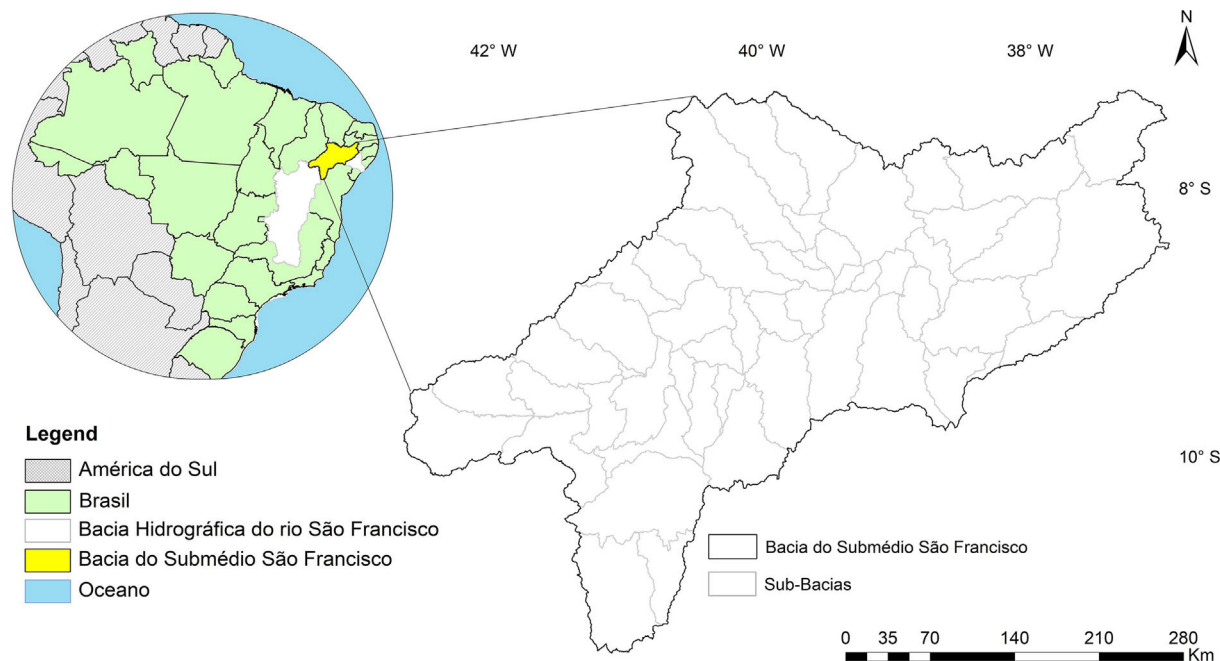 42° W
40° W
38° W
N
8° S
10° S
Legend
América do Sul
Brasil
Bacia Hidrográfica do rio São Francisco
Bacia do Submédio São Francisco
Oceano
Bacia do Submédio São Francisco
Sub-Bacias
0 35 70 140 210 280
Km